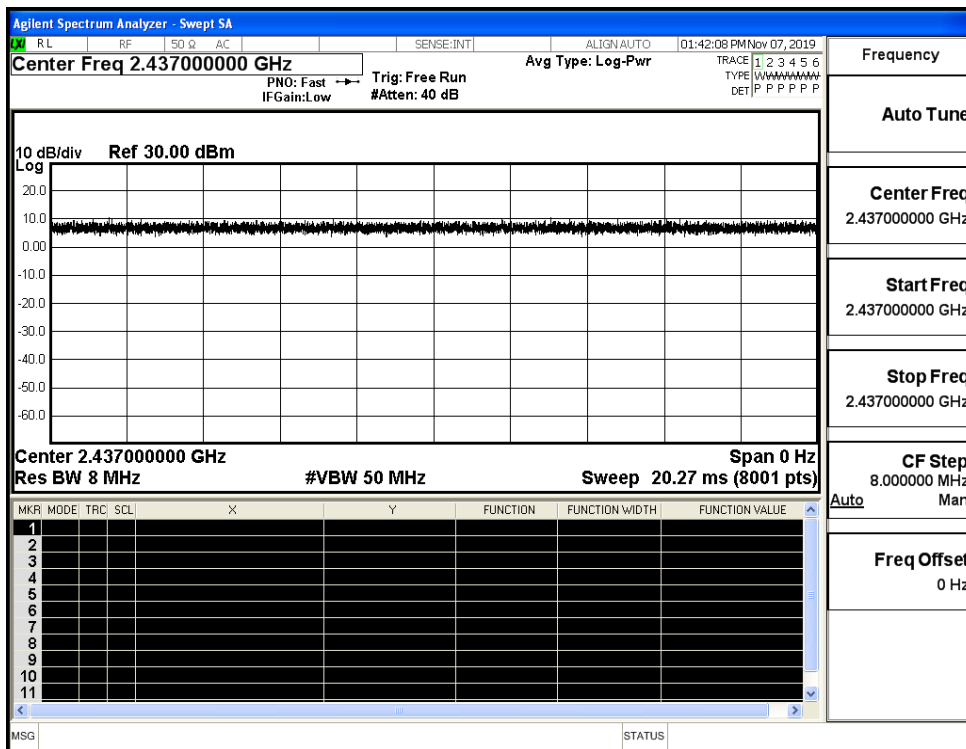 Agilent Spectrum Analyzer - Swept SA
LXI RL RF 50 Ω AC SENSE:INT ALIGN AUTO 01:42:08 PM Nov 07, 2019
Center Freq 2.437000000 GHz
PNO: Fast
IFGain:Low
Trig: Free Run
#Atten: 40 dB
Avg Type: Log-Pwr
TRACE 1 2 3 4 5 6
TYPE WWWWWW
DET P P P P P P
10 dB/div Ref 30.00 dBm
Log
20.0
10.0
0.00
-10.0
-20.0
-30.0
-40.0
-50.0
-60.0
Center 2.437000000 GHz Span 0 Hz
Res BW 8 MHz #VBW 50 MHz Sweep 20.27 ms (8001 pts)
MKR MODE TRC SCL X Y FUNCTION FUNCTION WIDTH FUNCTION VALUE
1
2
3
4
5
6
7
8
9
10
11
MSG STATUS
Frequency
Auto Tune
Center Freq
2.437000000 GHz
Start Freq
2.437000000 GHz
Stop Freq
2.437000000 GHz
CF Step
8.000000 MHz
Auto Man
Freq Offset
0 Hz